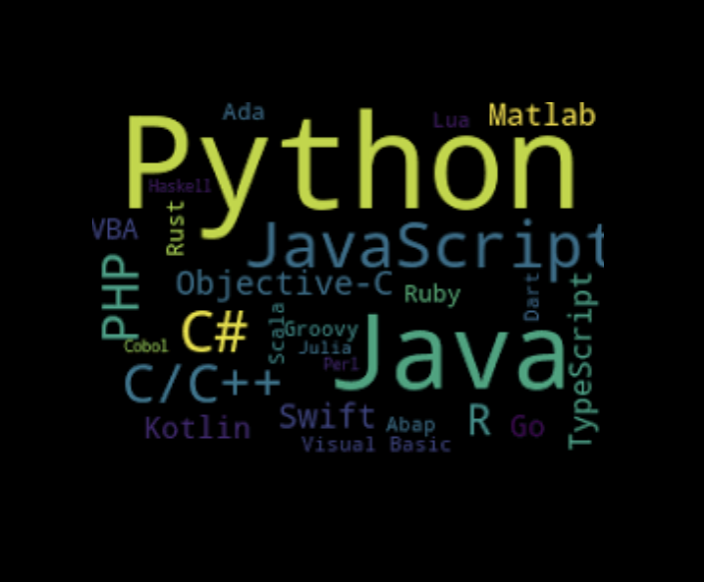 Ada
Lua
Matlab
Python
Haskell
Rust
VBA
JavaScript
PHP
Objective-C
Ruby
Dart
TypeScript
C#
Scala
Groovy
Java
Cobol
Julia
Perl
C/C++
Kotlin
Swift
Abap
R
Go
Visual Basic